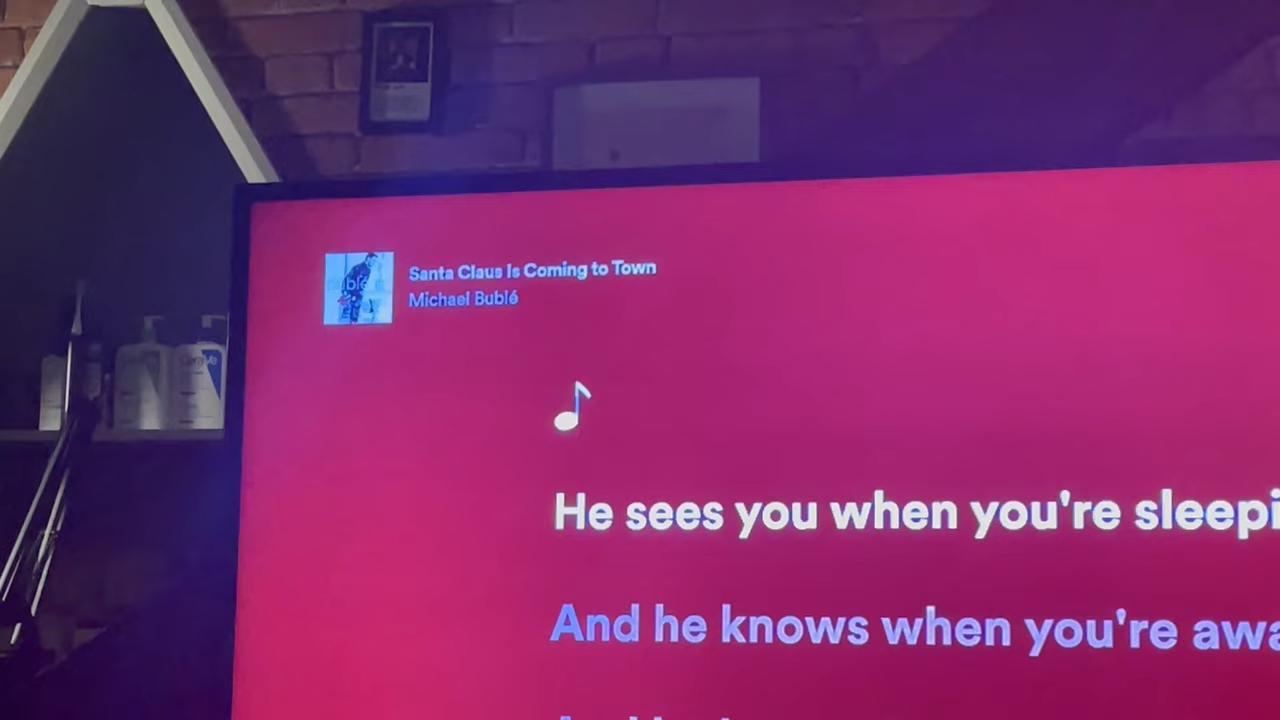 Santa Claus Is Coming to Town
Michael Bublé
He sees you when you're sleepi
And he knows when you're awa